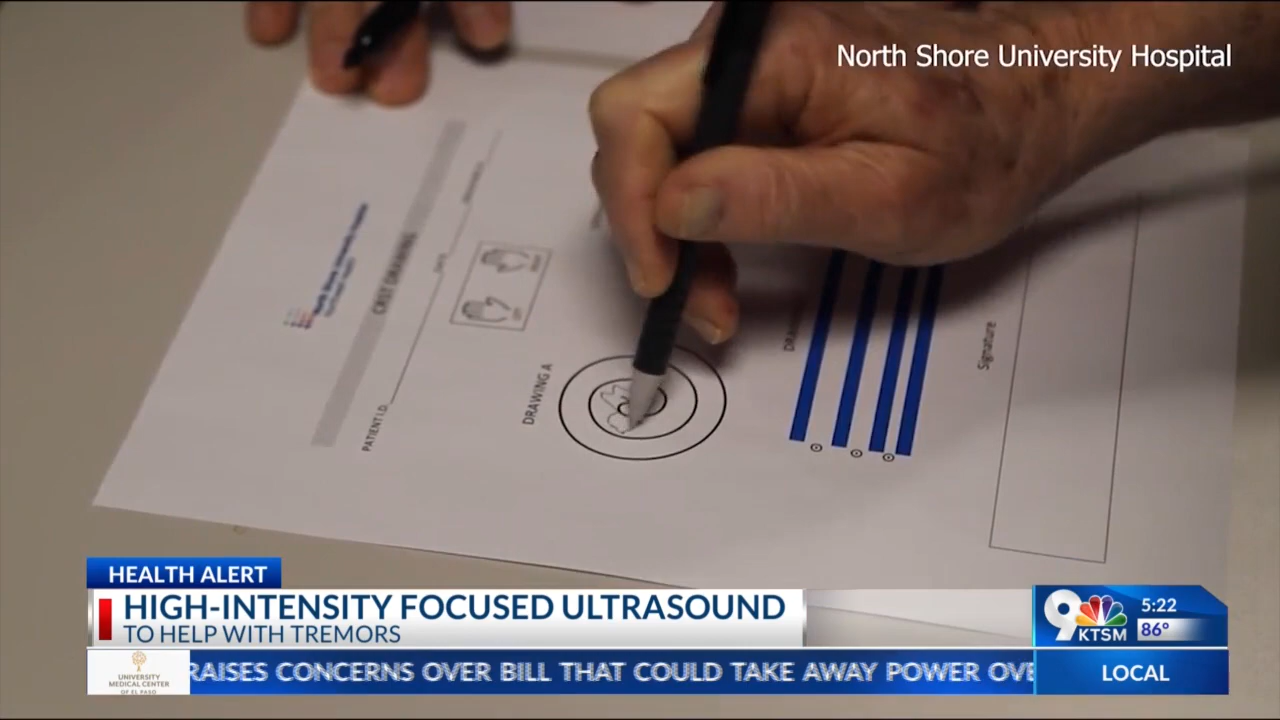 North Shore University Hospital
CRST DRAWING
PATIENT I.D.
DATE
DRAWING A
Signature
HEALTH ALERT
HIGH-INTENSITY FOCUSED ULTRASOUND
TO HELP WITH TREMORS
9
KTSM
5:22
86°
UNIVERSITY
MEDICAL CENTER
OF EL PASO
RAISES CONCERNS OVER BILL THAT COULD TAKE AWAY POWER OVE
LOCAL